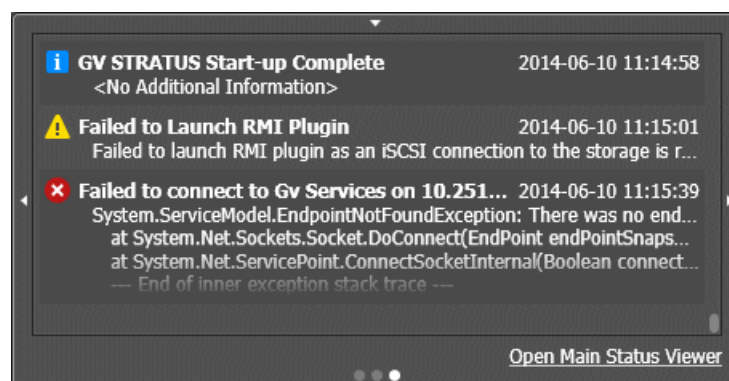 GV STRATUS Start-up Complete 2014-06-10 11:14:58
<No Additional Information>
Failed to Launch RMI Plugin 2014-06-10 11:15:01
Failed to launch RMI plugin as an iSCSI connection to the storage is r...
Failed to connect to Gv Services on 10.251... 2014-06-10 11:15:39
System.ServiceModel.EndpointNotFoundException: There was no end...
at System.Net.Sockets.Socket.DoConnect(EndPoint endPointSnaps...
at System.Net.ServicePoint.ConnectSocketInternal(Boolean connect...
--- End of inner exception stack trace ---
Open Main Status Viewer